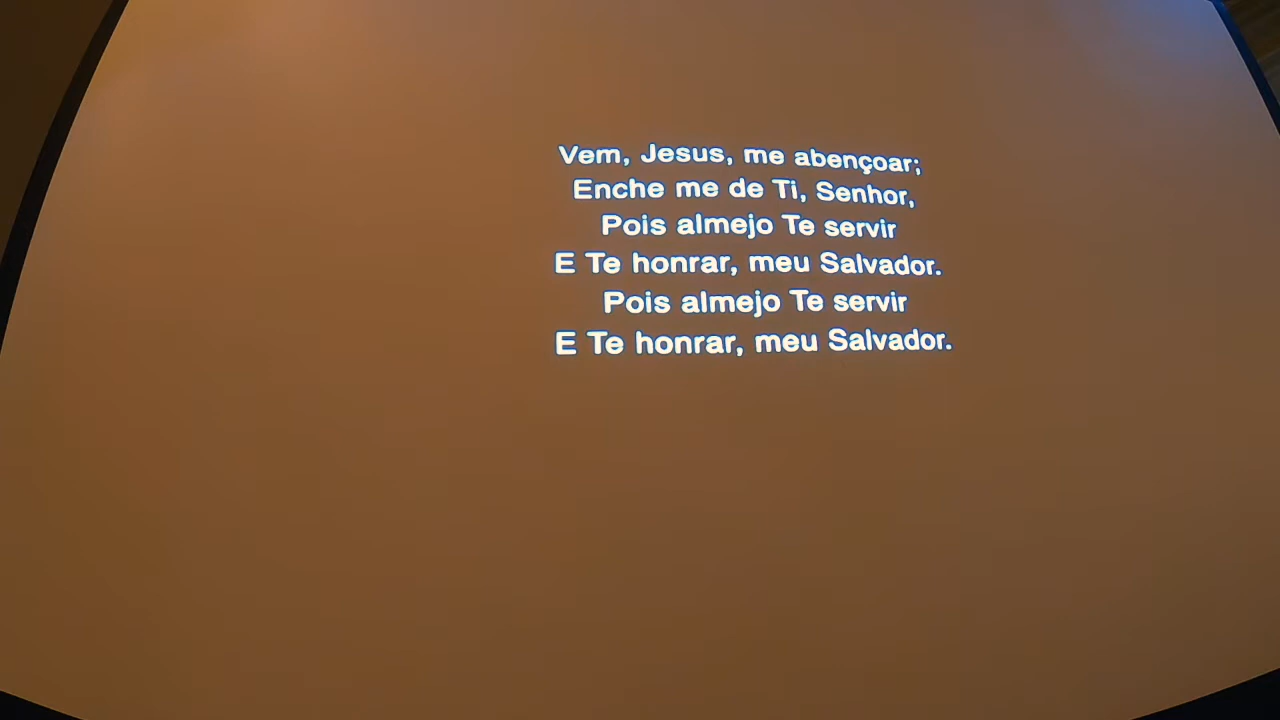 Vem, Jesus, me abençoar;
Enche me de Ti, Senhor,
Pois almejo Te servir
E Te honrar, meu Salvador.
Pois almejo Te servir
E Te honrar, meu Salvador.